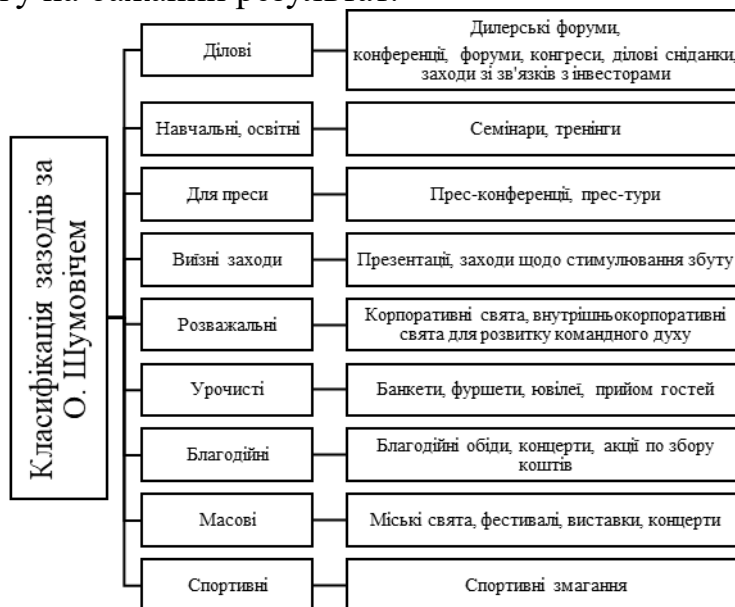 на бажаний результат.
Класифікація зазодів за
О. Шумовічем
Ділові
Дилерські форуми,
конференції, форуми, конгреси, ділові сніданки,
заходи зі зв'язків з інвесторами
Навчальні, освітні
Семінари, тренінги
Для преси
Прес-конференції, прес-тури
Виїзні заходи
Презентації, заходи щодо стимулювання збуту
Розважальні
Корпоративні свята, внутрішньокорпоративні
свята для розвитку командного духу
Урочисті
Банкети, фуршети, ювілеї, прийом гостей
Благодійні
Благодійні обіди, концерти, акції по збору
коштів
Масові
Міські свята, фестивалі, виставки, концерти
Спортивні
Спортивні змагання